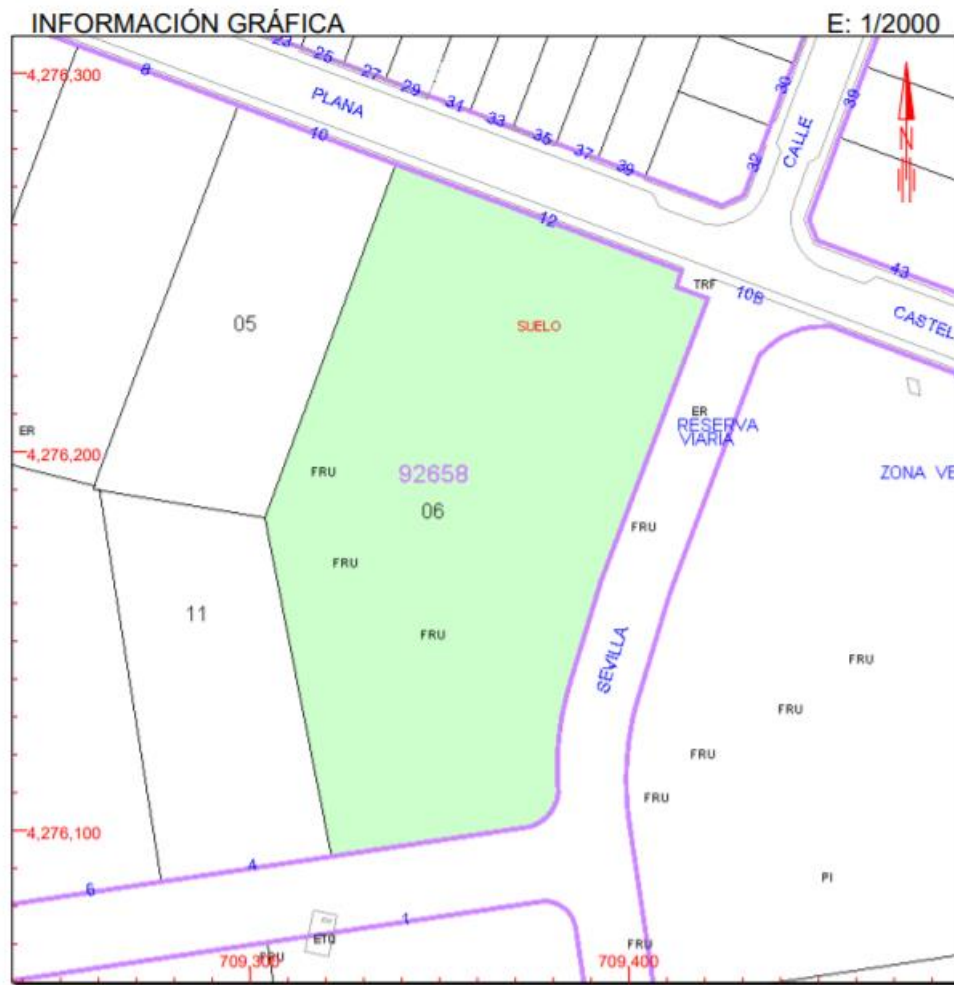 INFORMACIÓN GRÁFICA E: 1/2000
23
25
27
29
31
33
35
37
39
30
39
4,276,300
8
PLANA
10
CALLE
32
12
43
TRF
10B
CASTEL
05
SUELO
ER
ER
RESERVA
VIARIA
4,276,200
FRU
92658
ZONA VE
06
FRU
FRU
11
FRU
SEVILLA
FRU
FRU
FRU
FRU
4,276,100
4
6
PI
1
ETQ
FRU
FRU
709,300
709,400